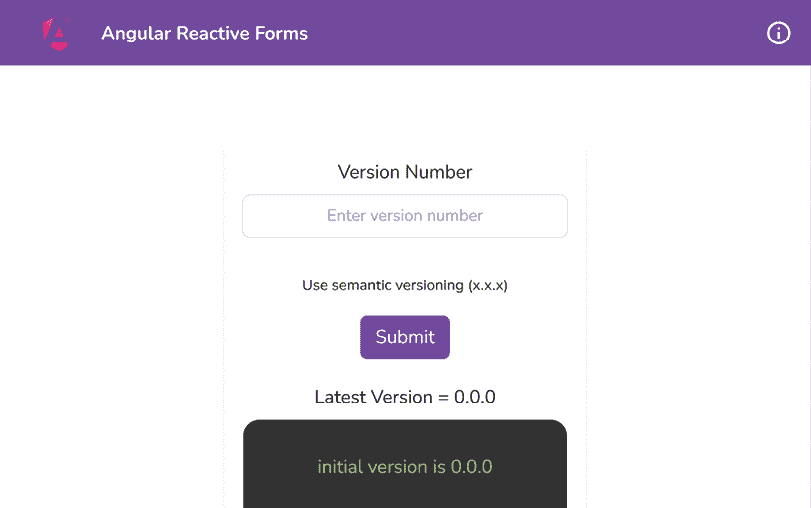 Angular Reactive Forms
Version Number
Enter version number
Use semantic versioning (x.x.x)
Submit
Latest Version = 0.0.0
initial version is 0.0.0